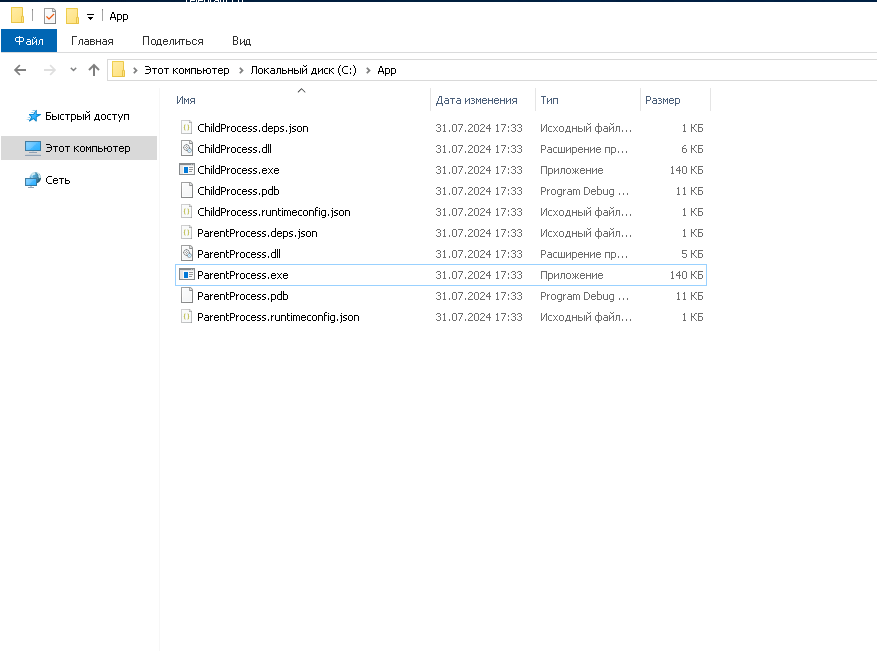 App
Файл Главная Поделиться Вид
Этот компьютер Локальный диск (C:) App
Быстрый доступ
Этот компьютер
Сеть
Имя Дата изменения Тип Размер
ChildProcess.deps.json 31.07.2024 17:33 Исходный файл... 1 КБ
ChildProcess.dll 31.07.2024 17:33 Расширение пр... 6 КБ
ChildProcess.exe 31.07.2024 17:33 Приложение 140 КБ
ChildProcess.pdb 31.07.2024 17:33 Program Debug ... 11 КБ
ChildProcess.runtimeconfig.json 31.07.2024 17:33 Исходный файл... 1 КБ
ParentProcess.deps.json 31.07.2024 17:33 Исходный файл... 1 КБ
ParentProcess.dll 31.07.2024 17:33 Расширение пр... 5 КБ
ParentProcess.exe 31.07.2024 17:33 Приложение 140 КБ
ParentProcess.pdb 31.07.2024 17:33 Program Debug ... 11 КБ
ParentProcess.runtimeconfig.json 31.07.2024 17:33 Исходный файл... 1 КБ